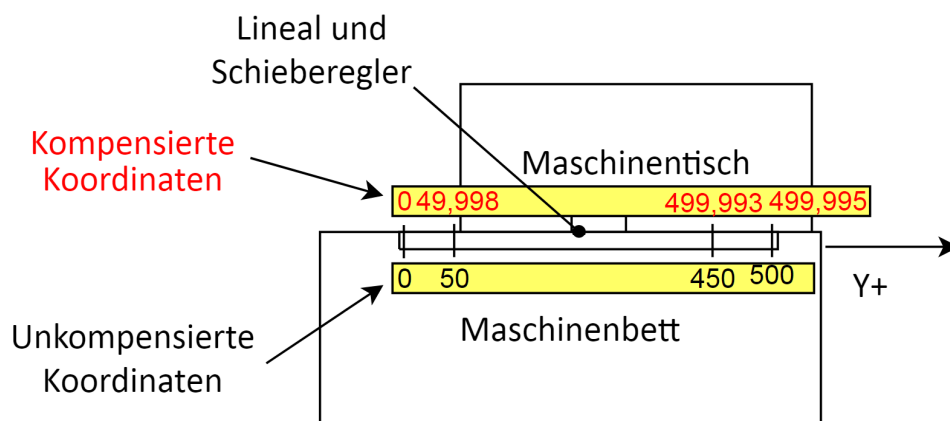 Lineal und
Schieberegler
Kompensierte
Koordinaten
Maschinentisch
0 49,998 499,993 499,995
0 50 450 500
Y+
Unkompensierte
Koordinaten
Maschinenbett